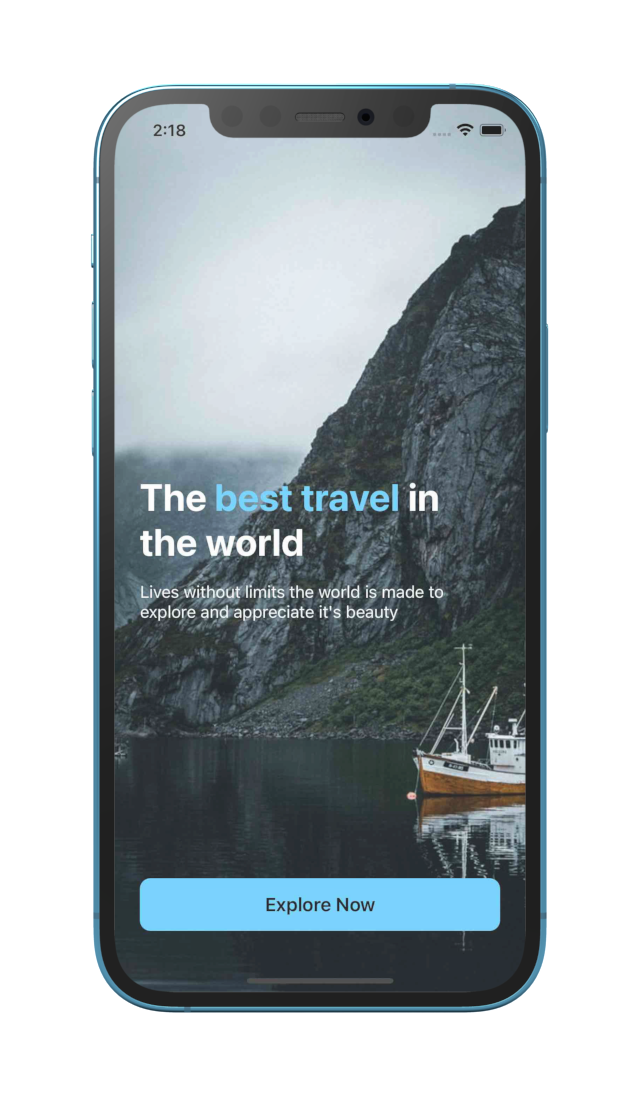 2:18
The best travel in
the world
Lives without limits the world is made to
explore and appreciate it's beauty
Explore Now